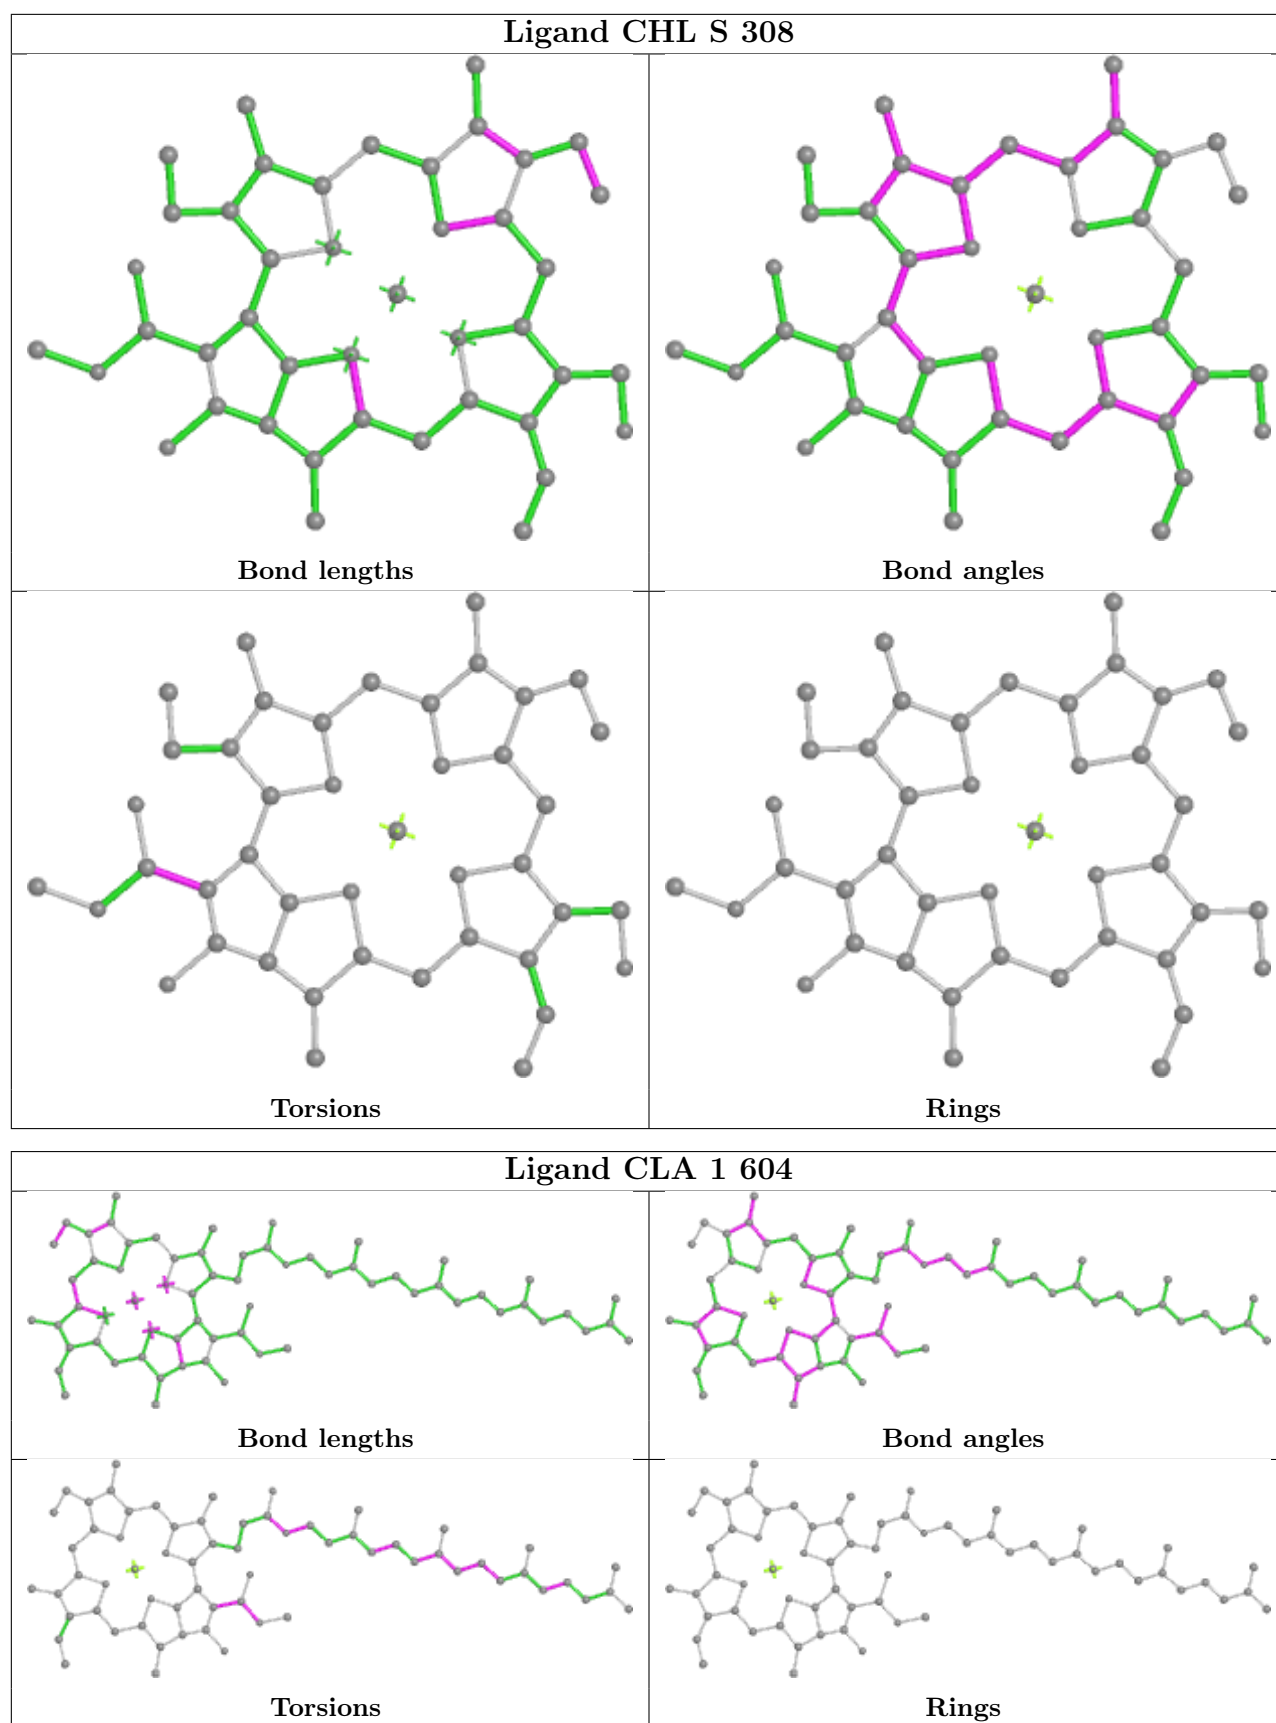 Ligand CHL S 308
Bond lengths
Bond angles
Torsions
Rings
Ligand CLA 1 604
Bond lengths
Bond angles
Torsions
Rings